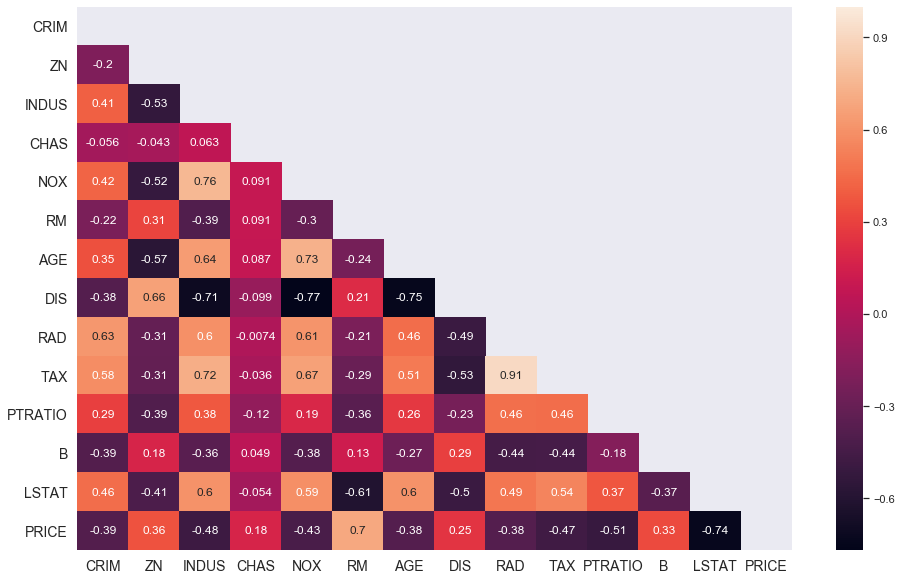 CRIM
ZN -0.2
INDUS 0.41 -0.53
CHAS -0.056 -0.043 0.063
NOX 0.42 -0.52 0.76 0.091
RM -0.22 0.31 -0.39 0.091 -0.3
AGE 0.35 -0.57 0.64 0.087 0.73 -0.24
DIS -0.38 0.66 -0.71 -0.099 -0.77 0.21 -0.75
RAD 0.63 -0.31 0.6 -0.0074 0.61 -0.21 0.46 -0.49
TAX 0.58 -0.31 0.72 -0.036 0.67 -0.29 0.51 -0.53 0.91
PTRATIO 0.29 -0.39 0.38 -0.12 0.19 -0.36 0.26 -0.23 0.46 0.46
B -0.39 0.18 -0.36 0.049 -0.38 0.13 -0.27 0.29 -0.44 -0.44 -0.18
LSTAT 0.46 -0.41 0.6 -0.054 0.59 -0.61 0.6 -0.5 0.49 0.54 0.37 -0.37
PRICE -0.39 0.36 -0.48 0.18 -0.43 0.7 -0.38 0.25 -0.38 -0.47 -0.51 0.33 -0.74
CRIM ZN INDUS CHAS NOX RM AGE DIS RAD TAX PTRATIO B LSTAT PRICE
0.9
0.6
0.3
0.0
-0.3
-0.6